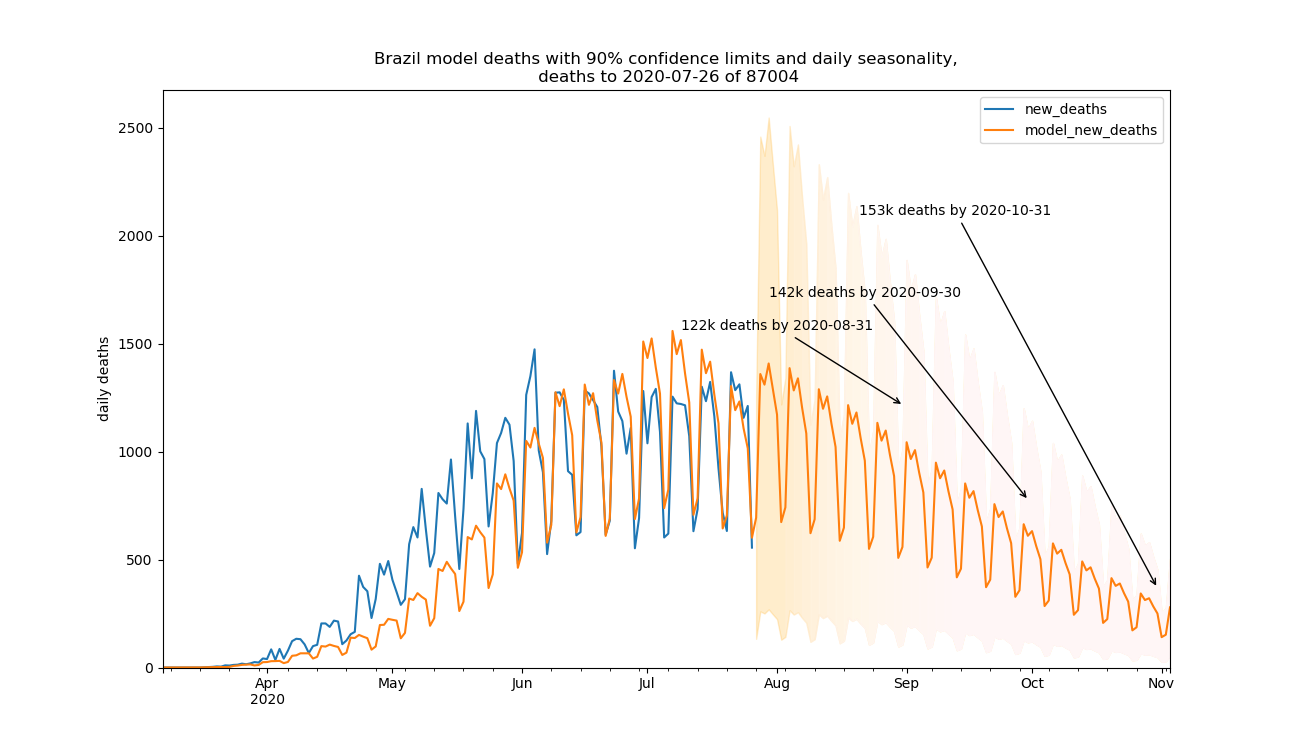 Brazil model deaths with 90% confidence limits and daily seasonality,
deaths to 2020-07-26 of 87004
new_deaths
model_new_deaths
daily deaths
2500
2000
1500
1000
500
0
153k deaths by 2020-10-31
142k deaths by 2020-09-30
122k deaths by 2020-08-31
Apr
2020
May
Jun
Jul
Aug
Sep
Oct
Nov